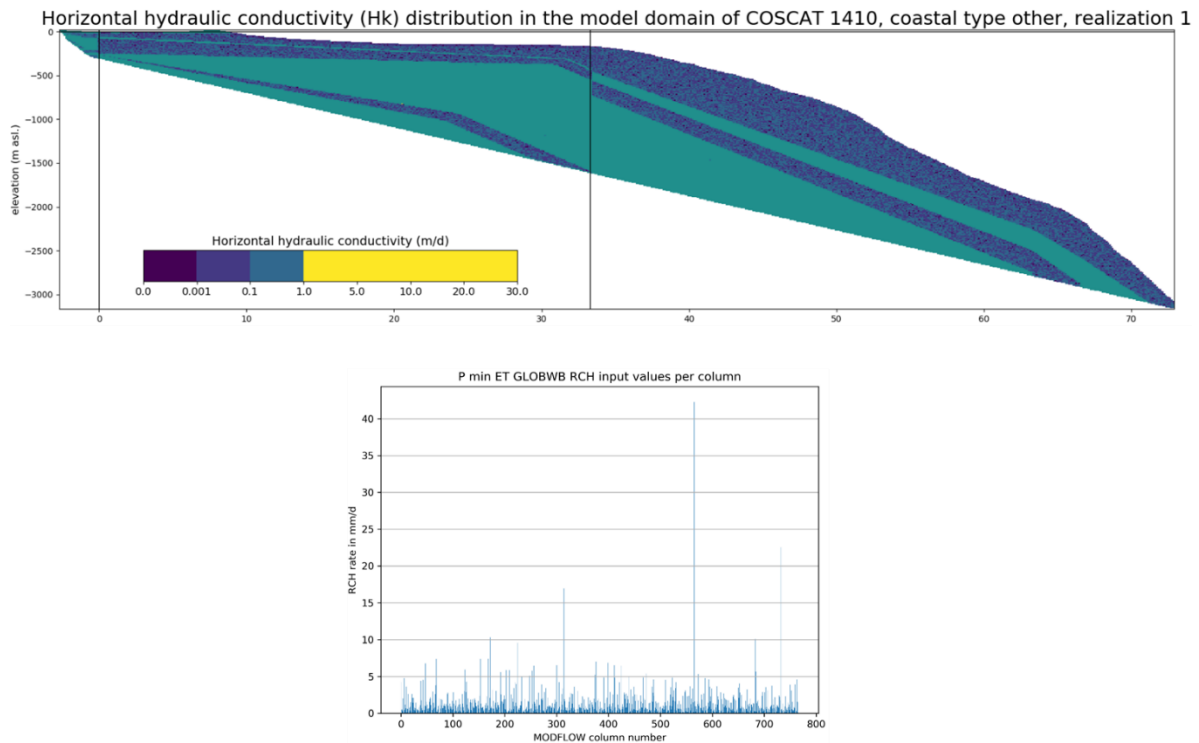 Horizontal hydraulic conductivity (Hk) distribution in the model domain of COSCAT 1410, coastal type other, realization 1
0
−500
−1000
−1500
−2000
−2500
−3000
elevation (m asl.)
Horizontal hydraulic conductivity (m/d)
0.0 0.001 0.1 1.0 5.0 10.0 20.0 30.0
0 10 20 30 40 50 60 70
P min ET GLOBWB RCH input values per column
40
35
30
25
20
15
10
5
0
RCH rate in mm/d
0 100 200 300 400 500 600 700 800
MODFLOW column number